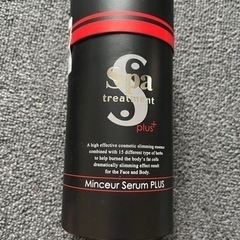 S
Spa
treatment
plus+
A high effective cosmetic slimming essence
combined with 15 different type of herbs
to help burned the body's fat cells
dramatically slimming effect result
for the Face and Body.
Minceur Serum PLUS